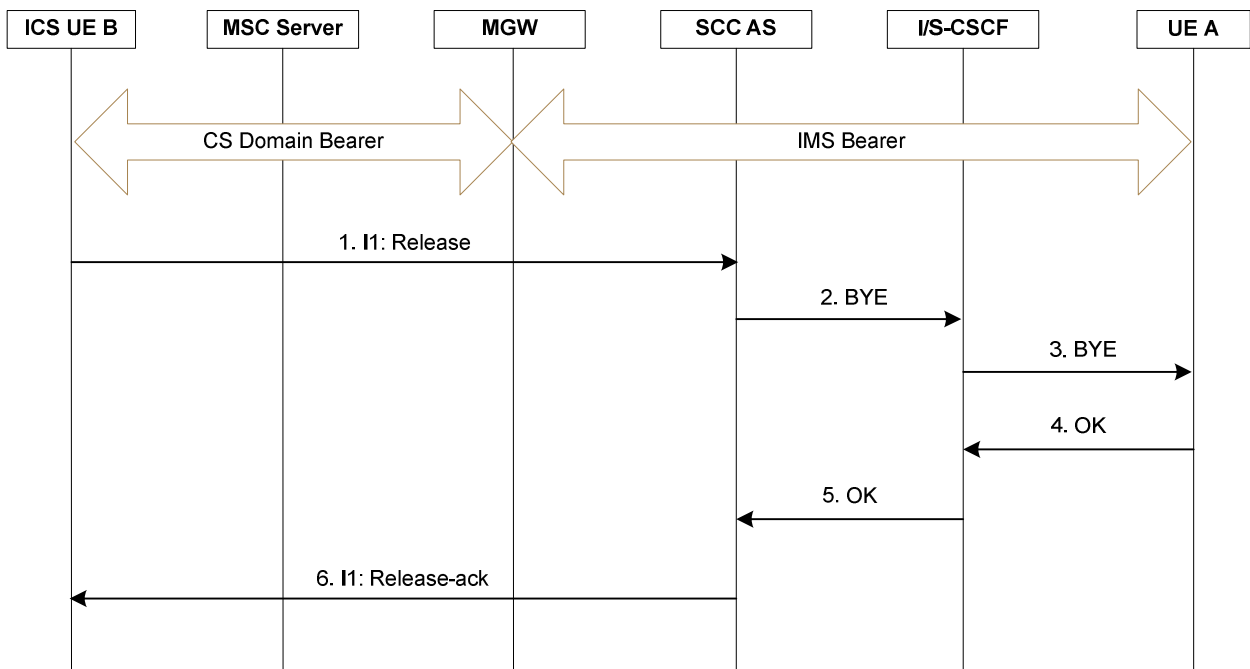 ICS UE B
MSC Server
MGW
SCC AS
I/S-CSCF
UE A
CS Domain Bearer
IMS Bearer
1. I1: Release
2. BYE
3. BYE
4. OK
5. OK
6. I1: Release-ack